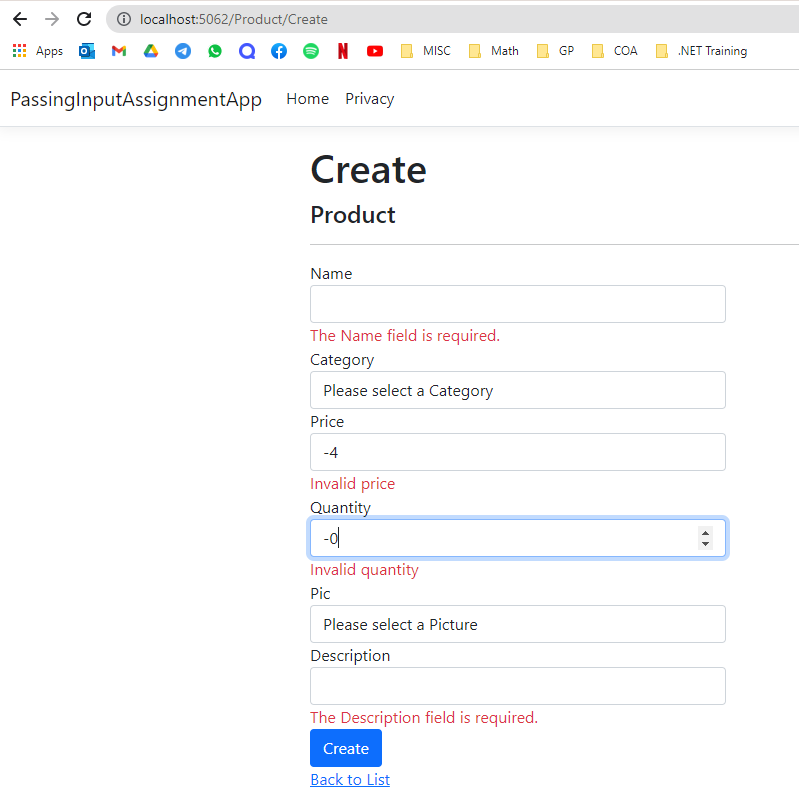 localhost:5062/Product/Create
Apps MISC Math GP COA .NET Training
PassingInputAssignmentApp Home Privacy
Create
Product
Name
The Name field is required.
Category
Please select a Category
Price
-4
Invalid price
Quantity
-0
Invalid quantity
Pic
Please select a Picture
Description
The Description field is required.
Create
Back to List